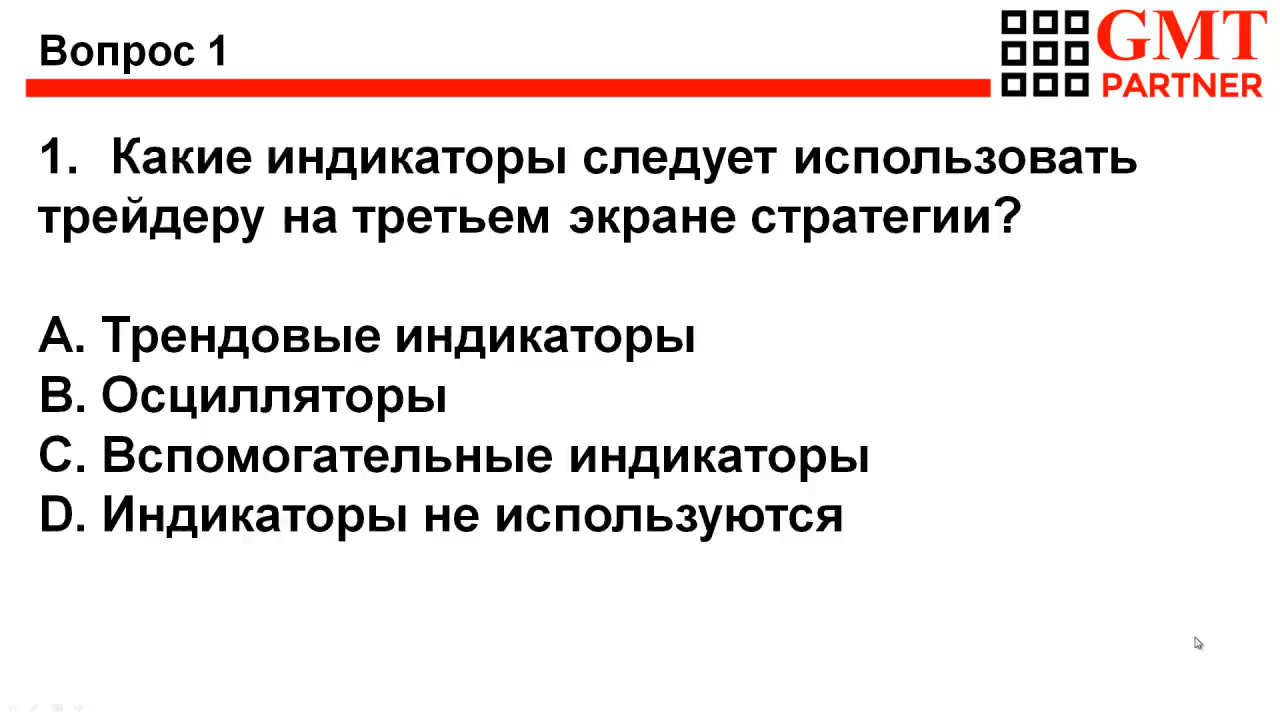 Вопрос 1
GMT
PARTNER
1. Какие индикаторы следует использовать
трейдеру на третьем экране стратегии?
A. Трендовые индикаторы
B. Осцилляторы
C. Вспомогательные индикаторы
D. Индикаторы не используются